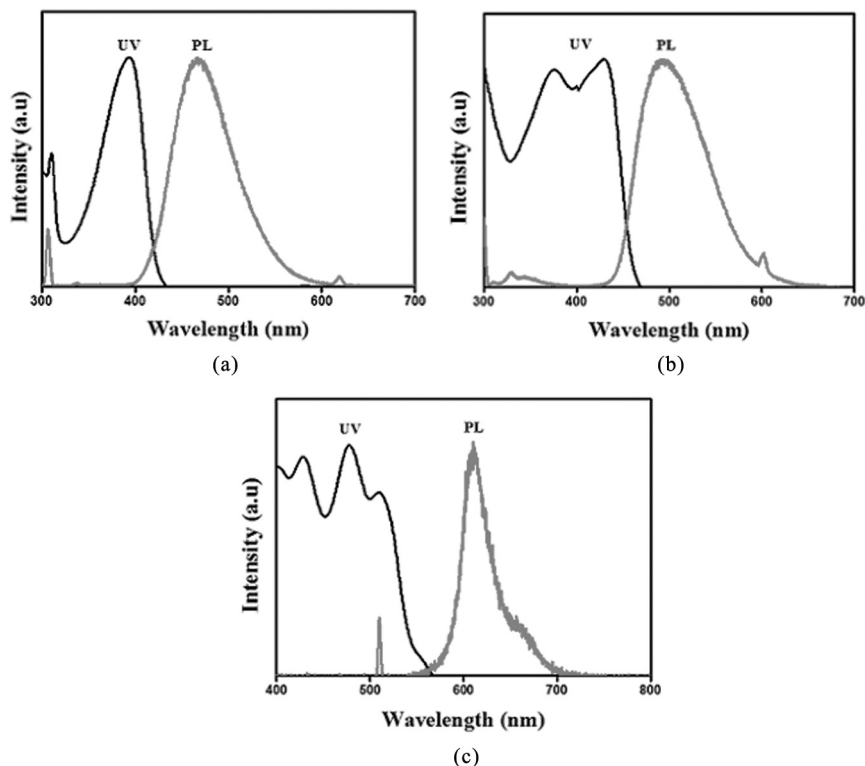 UV PL
Intensity (a.u)
300 400 500 600 700
Wavelength (nm)
(a)
UV PL
Intensity (a.u)
300 400 500 600 700
Wavelength (nm)
(b)
UV PL
Intensity (a.u)
400 500 600 700 800
Wavelength (nm)
(c)